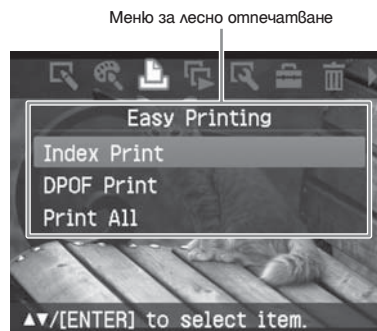 Меню за лесно отпечатване
Easy Printing
Index Print
DPOF Print
Print All
▲▼/[ENTER] to select item.